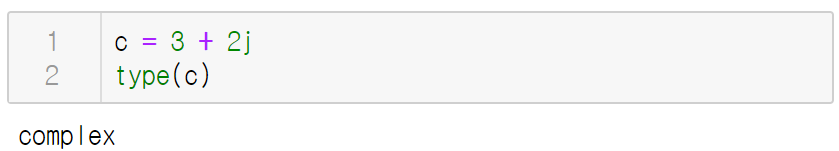 1 c = 3 + 2j
2 type(c)
complex